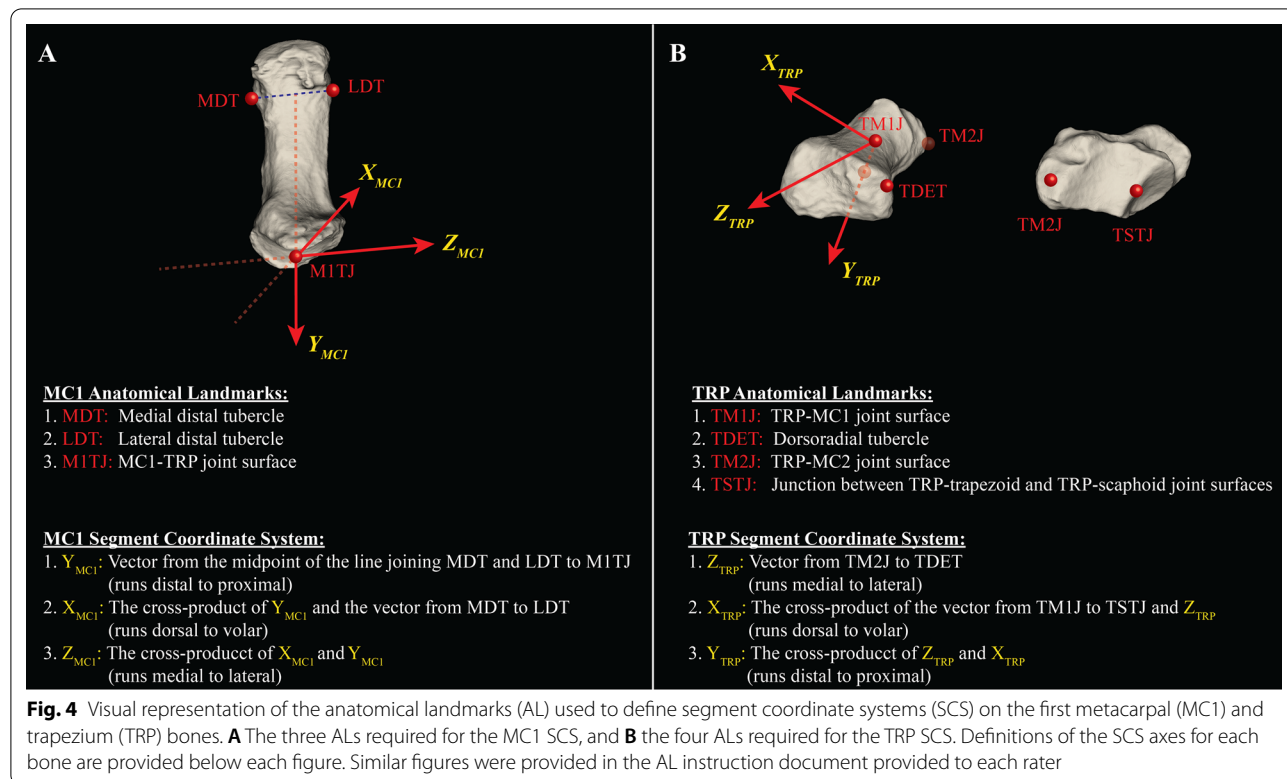 A
MDT
LDT
X_MC1
Z_MC1
M1TJ
Y_MC1
MC1 Anatomical Landmarks:
1. MDT: Medial distal tubercle
2. LDT: Lateral distal tubercle
3. M1TJ: MC1-TRP joint surface
MC1 Segment Coordinate System:
1. Y_MC1: Vector from the midpoint of the line joining MDT and LDT to M1TJ
(runs distal to proximal)
2. X_MC1: The cross-product of Y_MC1 and the vector from MDT to LDT
(runs dorsal to volar)
3. Z_MC1: The cross-producct of X_MC1 and Y_MC1
(runs medial to lateral)
B
X_TRP
TM1J
TM2J
TDET
Z_TRP
Y_TRP
TM2J
TSTJ
TRP Anatomical Landmarks:
1. TM1J: TRP-MC1 joint surface
2. TDET: Dorsoradial tubercle
3. TM2J: TRP-MC2 joint surface
4. TSTJ: Junction between TRP-trapezoid and TRP-scaphoid joint surfaces
TRP Segment Coordinate System:
1. Z_TRP: Vector from TM2J to TDET
(runs medial to lateral)
2. X_TRP: The cross-product of the vector from TM1J to TSTJ and Z_TRP
(runs dorsal to volar)
3. Y_TRP: The cross-producct of Z_TRP and X_TRP
(runs distal to proximal)
Fig. 4 Visual representation of the anatomical landmarks (AL) used to define segment coordinate systems (SCS) on the first metacarpal (MC1) and
trapezium (TRP) bones. A The three ALs required for the MC1 SCS, and B the four ALs required for the TRP SCS. Definitions of the SCS axes for each
bone are provided below each figure. Similar figures were provided in the AL instruction document provided to each rater